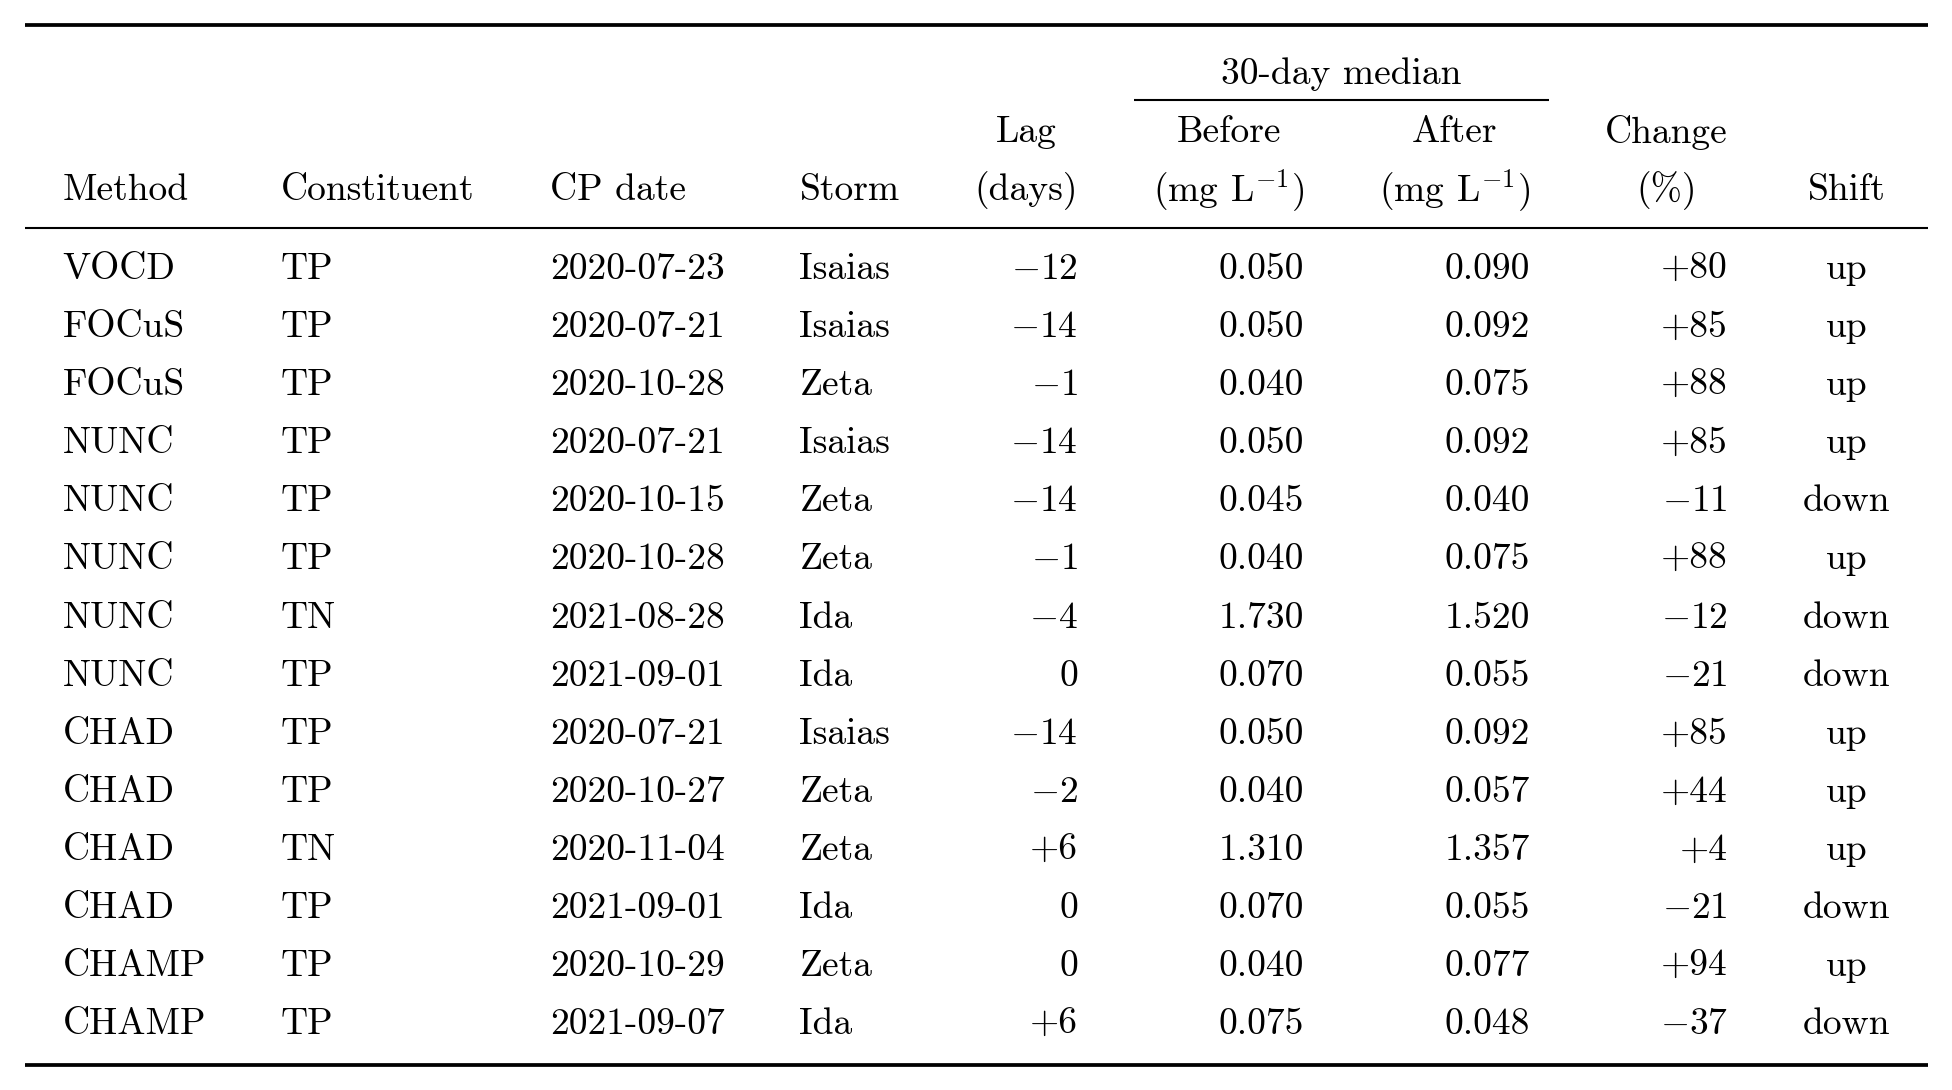 30-day median
Lag Before After Change
Method Constituent CP date Storm (days) (mg L⁻¹) (mg L⁻¹) (%) Shift
VOCD TP 2020-07-23 Isaias −12 0.050 0.090 +80 up
FOCuS TP 2020-07-21 Isaias −14 0.050 0.092 +85 up
FOCuS TP 2020-10-28 Zeta −1 0.040 0.075 +88 up
NUNC TP 2020-07-21 Isaias −14 0.050 0.092 +85 up
NUNC TP 2020-10-15 Zeta −14 0.045 0.040 −11 down
NUNC TP 2020-10-28 Zeta −1 0.040 0.075 +88 up
NUNC TN 2021-08-28 Ida −4 1.730 1.520 −12 down
NUNC TP 2021-09-01 Ida 0 0.070 0.055 −21 down
CHAD TP 2020-07-21 Isaias −14 0.050 0.092 +85 up
CHAD TP 2020-10-27 Zeta −2 0.040 0.057 +44 up
CHAD TN 2020-11-04 Zeta +6 1.310 1.357 +4 up
CHAD TP 2021-09-01 Ida 0 0.070 0.055 −21 down
CHAMP TP 2020-10-29 Zeta 0 0.040 0.077 +94 up
CHAMP TP 2021-09-07 Ida +6 0.075 0.048 −37 down